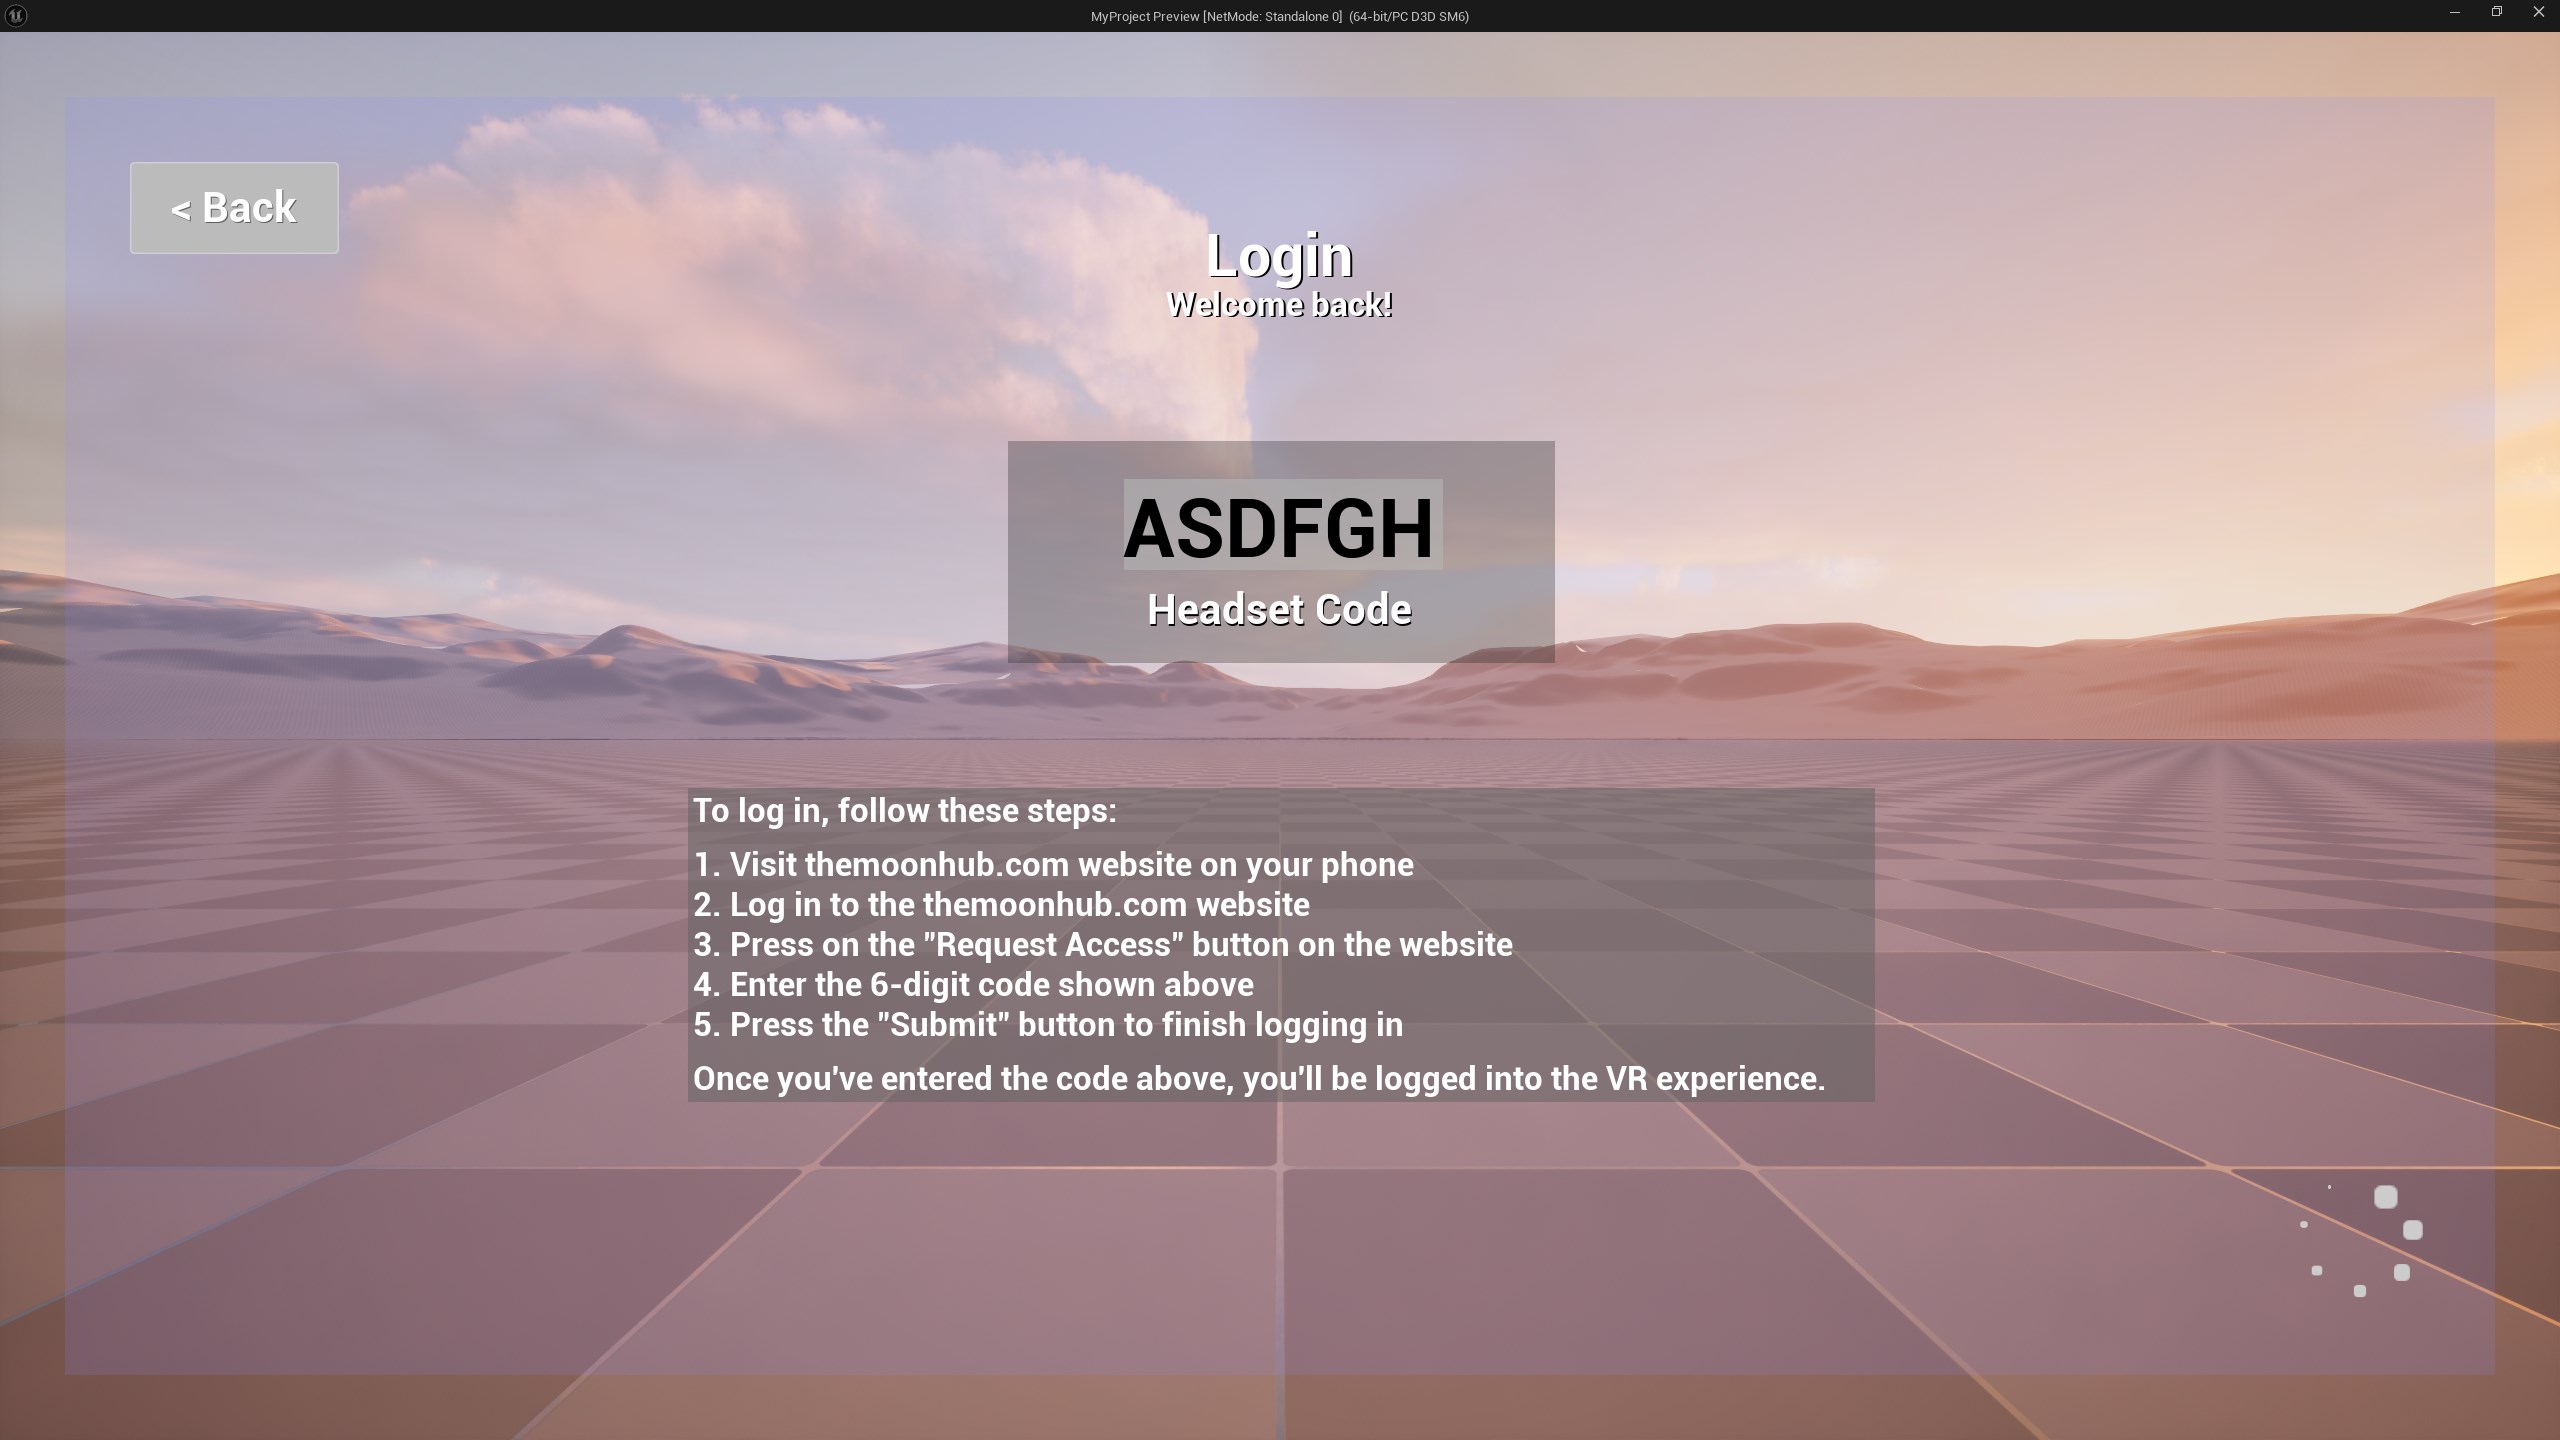 MyProject Preview [NetMode: Standalone 0] (64-bit/PC D3D SM6)
< Back
Login
Welcome back!
ASDFGH
Headset Code
To log in, follow these steps:
1. Visit themoonhub.com website on your phone
2. Log in to the themoonhub.com website
3. Press on the "Request Access" button on the website
4. Enter the 6-digit code shown above
5. Press the "Submit" button to finish logging in
Once you've entered the code above, you'll be logged into the VR experience.